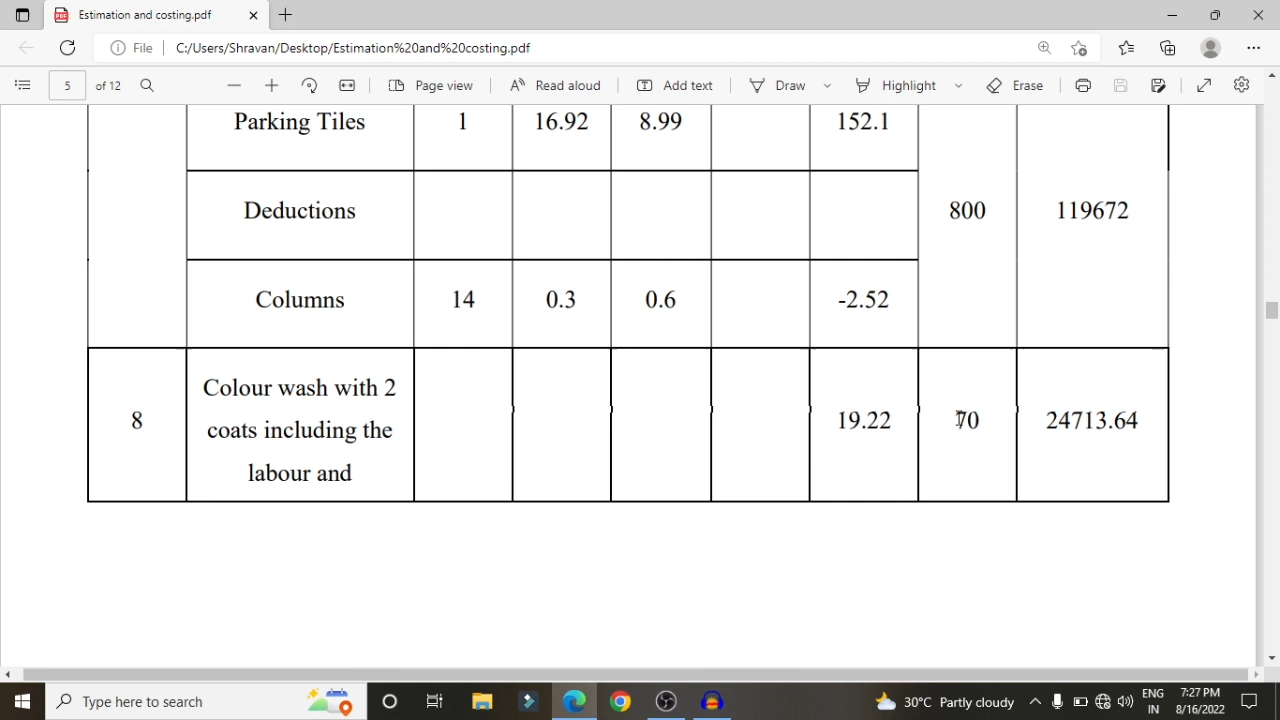 Estimation and costing.pdf
File
C:/Users/Shravan/Desktop/Estimation%20and%20costing.pdf
5 of 12
Page view
Read aloud
Add text
Draw
Highlight
Erase
Parking Tiles 1 16.92 8.99 152.1
Deductions 800 119672
Columns 14 0.3 0.6 -2.52
Colour wash with 2
8 coats including the 19.22 70 24713.64
labour and
Type here to search
30°C Partly cloudy
ENG
IN
7:27 PM
8/16/2022